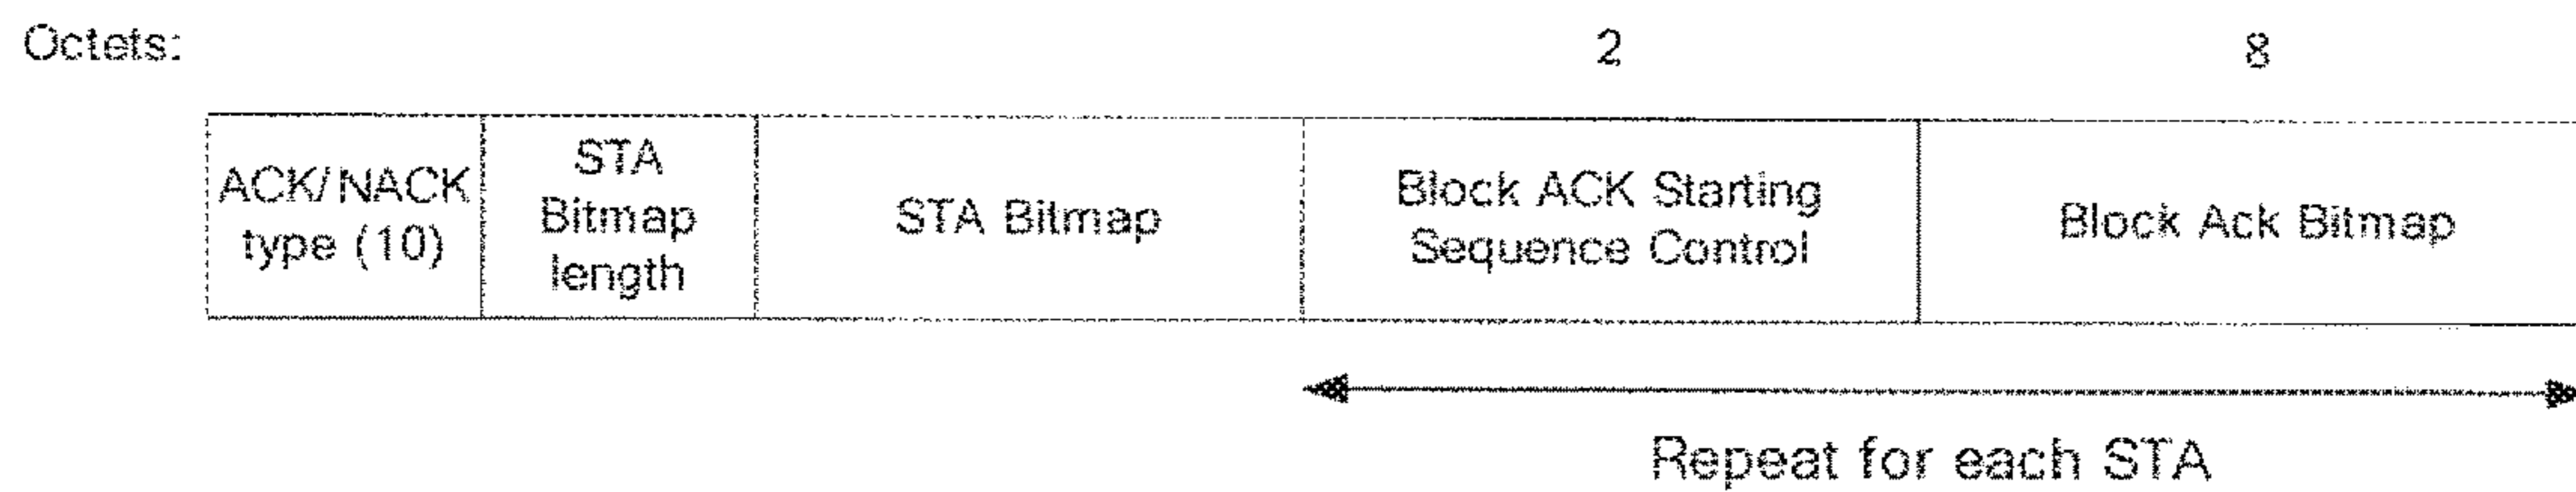 Octets: 2 8
ACK/NACK
type (10)
STA
Bitmap
length
STA Bitmap
Block ACK Starting
Sequence Control
Block Ack Bitmap
Repeat for each STA